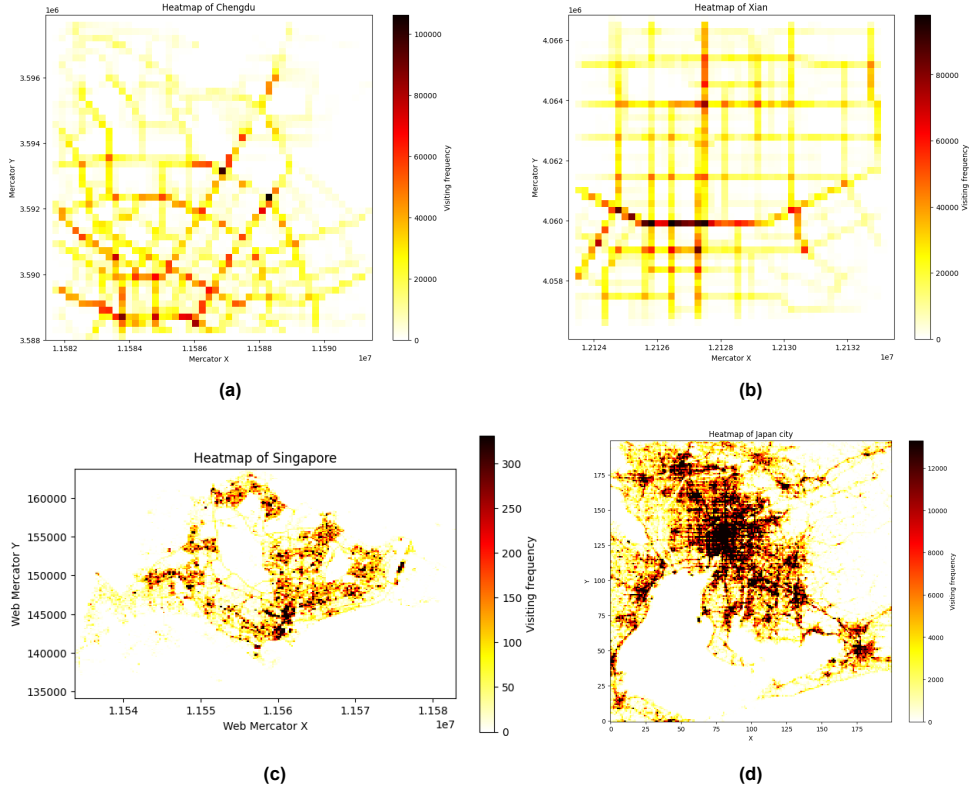 Heatmap of Chengdu
1e6
3.596
3.594
3.592
3.590
3.588
Mercator Y
1.1582 1.1584 1.1586 1.1588 1.1590
1e7
Mercator X
100000
80000
60000
40000
20000
0
Visiting frequency
(a)
Heatmap of Xian
1e6
4.066
4.064
4.062
4.060
4.058
Mercator Y
1.2124 1.2126 1.2128 1.2130 1.2132
1e7
Mercator X
80000
60000
40000
20000
0
Visiting frequency
(b)
Heatmap of Singapore
160000
155000
150000
145000
140000
135000
Web Mercator Y
1.154 1.155 1.156 1.157 1.158
1e7
Web Mercator X
300
250
200
150
100
50
0
Visiting frequency
(c)
Heatmap of Japan city
175
150
125
100
75
50
25
0
Y
0 25 50 75 100 125 150 175
X
12000
10000
8000
6000
4000
2000
0
Visiting frequency
(d)